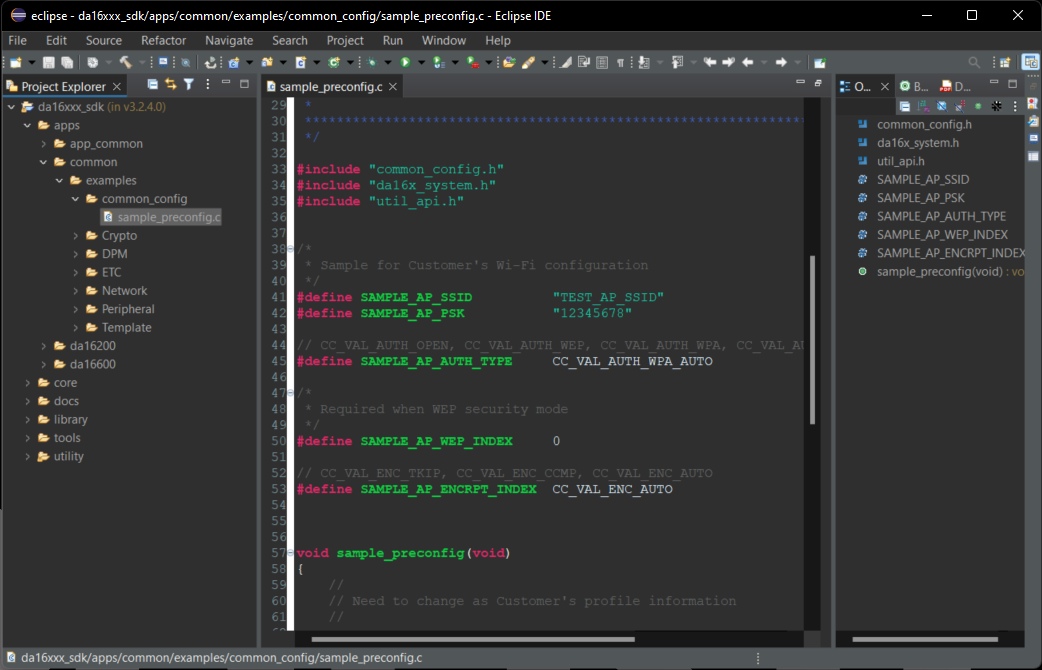 eclipse - da16xxx_sdk/apps/common/examples/common_config/sample_preconfig.c - Eclipse IDE
File Edit Source Refactor Navigate Search Project Run Window Help
Project Explorer
da16xxx_sdk (in v3.2.4.0)
apps
app_common
common
examples
common_config
sample_preconfig.c
Crypto
DPM
ETC
Network
Peripheral
Template
da16200
da16600
core
docs
library
tools
utility
sample_preconfig.c
29 *
30 ***************************************************************
31 */
32
33 #include "common_config.h"
34 #include "da16x_system.h"
35 #include "util_api.h"
36
37
38 /*
39 * Sample for Customer's Wi-Fi configuration
40 */
41 #define SAMPLE_AP_SSID "TEST_AP_SSID"
42 #define SAMPLE_AP_PSK "12345678"
43
44 // CC_VAL_AUTH_OPEN, CC_VAL_AUTH_WEP, CC_VAL_AUTH_WPA, CC_VAL_AU
45 #define SAMPLE_AP_AUTH_TYPE CC_VAL_AUTH_WPA_AUTO
46
47 /*
48 * Required when WEP security mode
49 */
50 #define SAMPLE_AP_WEP_INDEX 0
51
52 // CC_VAL_ENC_TKIP, CC_VAL_ENC_CCMP, CC_VAL_ENC_AUTO
53 #define SAMPLE_AP_ENCRPT_INDEX CC_VAL_ENC_AUTO
54
55
56
57 void sample_preconfig(void)
58 {
59 //
60 // Need to change as Customer's profile information
61 //
O... B... D...
common_config.h
da16x_system.h
util_api.h
SAMPLE_AP_SSID
SAMPLE_AP_PSK
SAMPLE_AP_AUTH_TYPE
SAMPLE_AP_WEP_INDEX
SAMPLE_AP_ENCRPT_INDEX
sample_preconfig(void) : vo
da16xxx_sdk/apps/common/examples/common_config/sample_preconfig.c